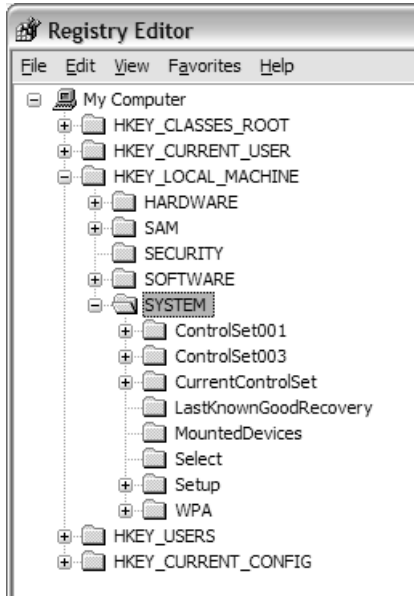 Registry Editor
File Edit View Favorites Help
My Computer
HKEY_CLASSES_ROOT
HKEY_CURRENT_USER
HKEY_LOCAL_MACHINE
HARDWARE
SAM
SECURITY
SOFTWARE
SYSTEM
ControlSet001
ControlSet003
CurrentControlSet
LastKnownGoodRecovery
MountedDevices
Select
Setup
WPA
HKEY_USERS
HKEY_CURRENT_CONFIG